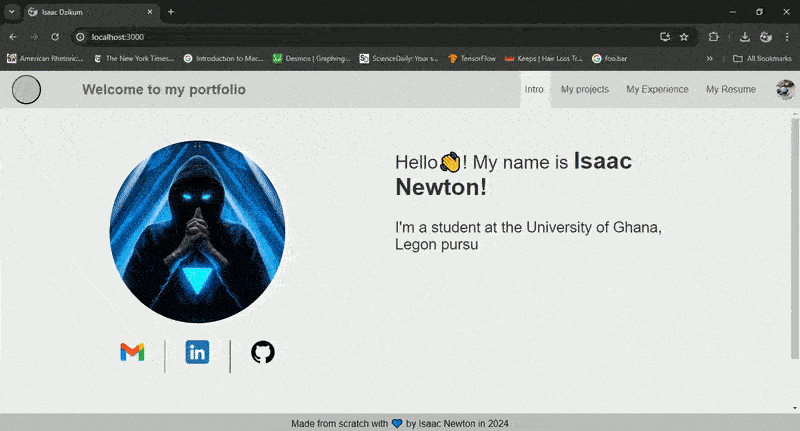 Isaac Dzikum
localhost:3000
American Rhetoric:...
The New York Times...
Introduction to Mac...
Desmos | Graphing...
ScienceDaily: Your s...
TensorFlow
Keeps | Hair Loss Tr...
foo.bar
All Bookmarks
Welcome to my portfolio
Intro
My projects
My Experience
My Resume
Hello👋! My name is Isaac
Newton!
I'm a student at the University of Ghana,
Legon pursu
Made from scratch with 💙 by Isaac Newton in 2024